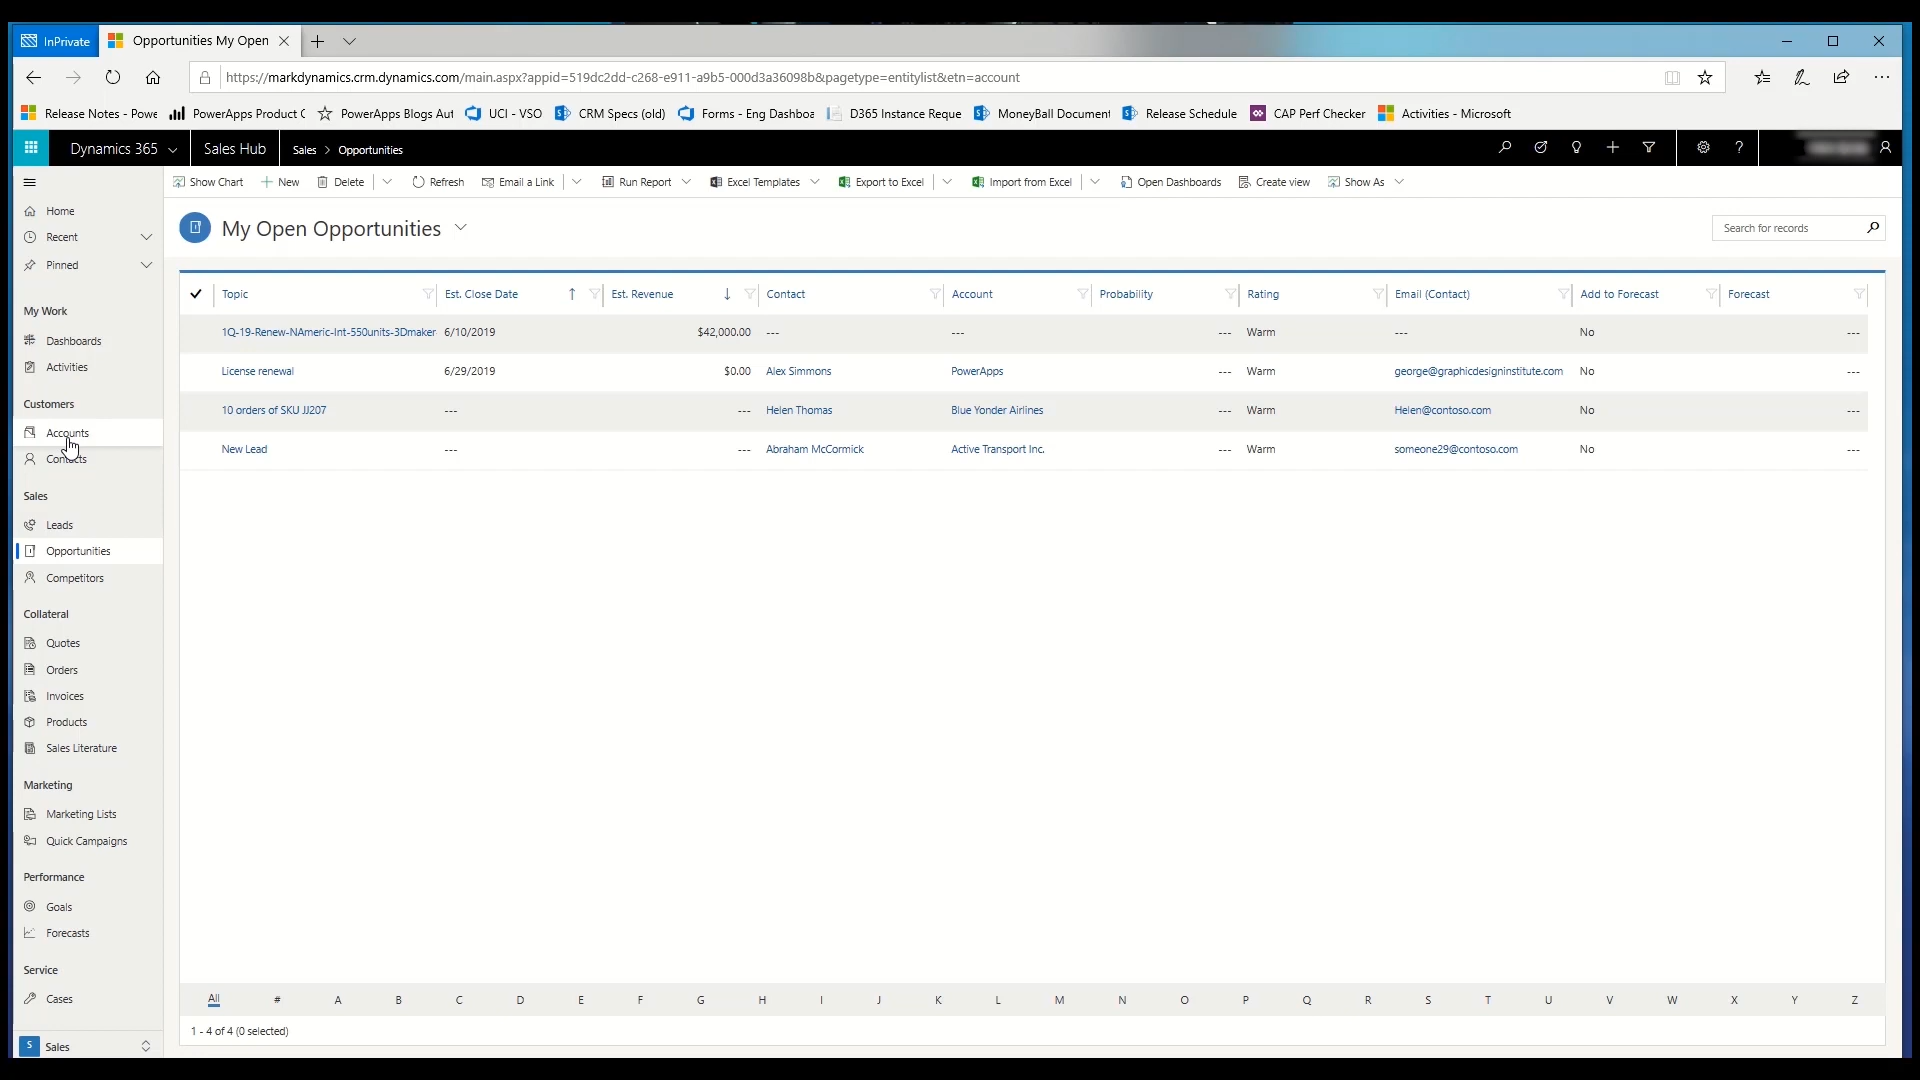 InPrivate
Opportunities My Open
https://markdynamics.crm.dynamics.com/main.aspx?appid=519dc2dd-c268-e911-a9b5-000d3a36098b&pagetype=entitylist&etn=account
Release Notes - Powe PowerApps Product C PowerApps Blogs Aut UCI - VSO CRM Specs (old) Forms - Eng Dashboa D365 Instance Reque MoneyBall Document Release Schedule CAP Perf Checker Activities - Microsoft
Dynamics 365 Sales Hub Sales > Opportunities
Show Chart New Delete Refresh Email a Link Run Report Excel Templates Export to Excel Import from Excel Open Dashboards Create view Show As
Home
Recent
Pinned
My Work
Dashboards
Activities
Customers
Accounts
Contacts
Sales
Leads
Opportunities
Competitors
Collateral
Quotes
Orders
Invoices
Products
Sales Literature
Marketing
Marketing Lists
Quick Campaigns
Performance
Goals
Forecasts
Service
Cases
S Sales
My Open Opportunities
Search for records
Topic Est. Close Date Est. Revenue Contact Account Probability Rating Email (Contact) Add to Forecast Forecast
1Q-19-Renew-NAmeric-Int-550units-3Dmaker 6/10/2019 $42,000.00 --- --- --- Warm --- No ---
License renewal 6/29/2019 $0.00 Alex Simmons PowerApps --- Warm george@graphicdesigninstitute.com No ---
10 orders of SKU JJ207 --- --- Helen Thomas Blue Yonder Airlines --- Warm Helen@contoso.com No ---
New Lead --- --- Abraham McCormick Active Transport Inc. --- Warm someone29@contoso.com No ---
All # A B C D E F G H I J K L M N O P Q R S T U V W X Y Z
1 - 4 of 4 (0 selected)